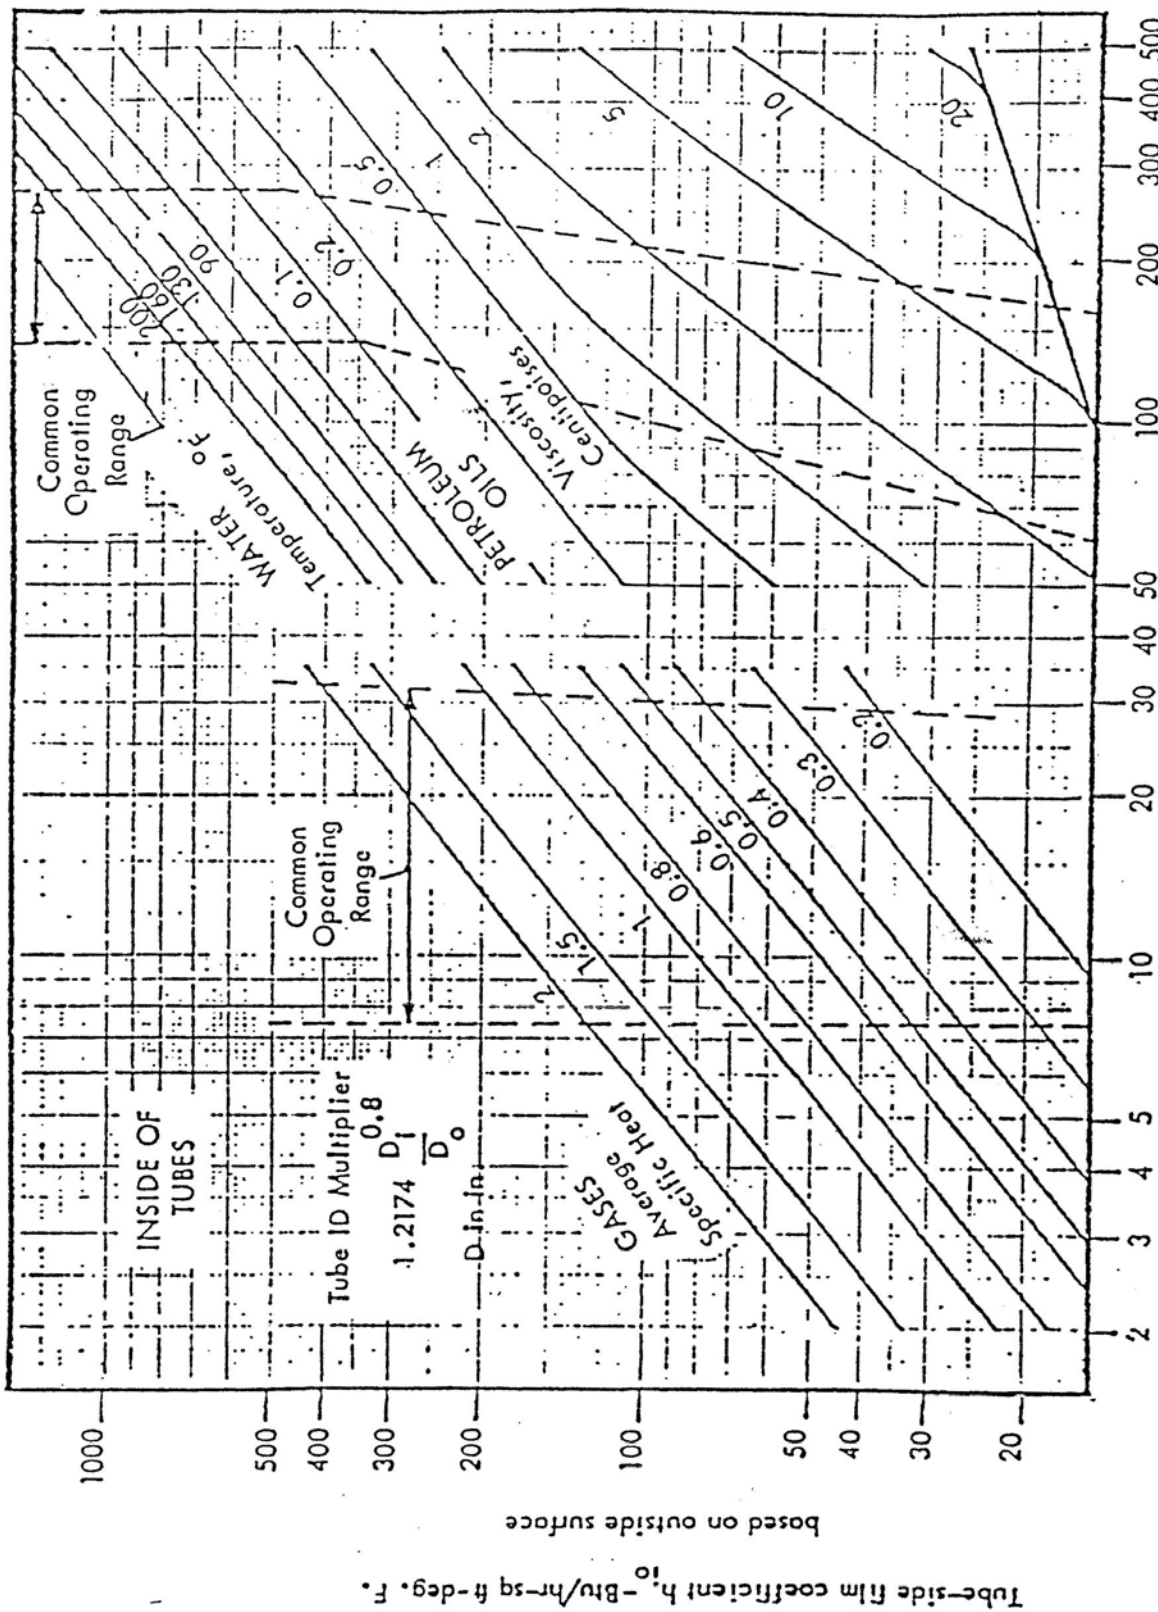 INSIDE OF
TUBES
Tube ID Multiplier
1.2174 Di 0.8
Do
D in in
Common
Operating
Range
Common
Operating
Range
WATER
Temperature, °F
200
160
130
90
PETROLEUM
OILS
Viscosity,
Centipoises
0.1
0.2
0.5
1
2
5
10
20
GASES
Average
Specific Heat
2
1.5
1
0.8
0.6
0.5
0.4
0.3
0.2
1000
500
400
300
200
100
50
40
30
20
2
3
4
5
10
20
30
40
50
100
200
300
400
500
Tube-side film coefficient hio -Btu/hr-sq ft-deg. F.
based on outside surface